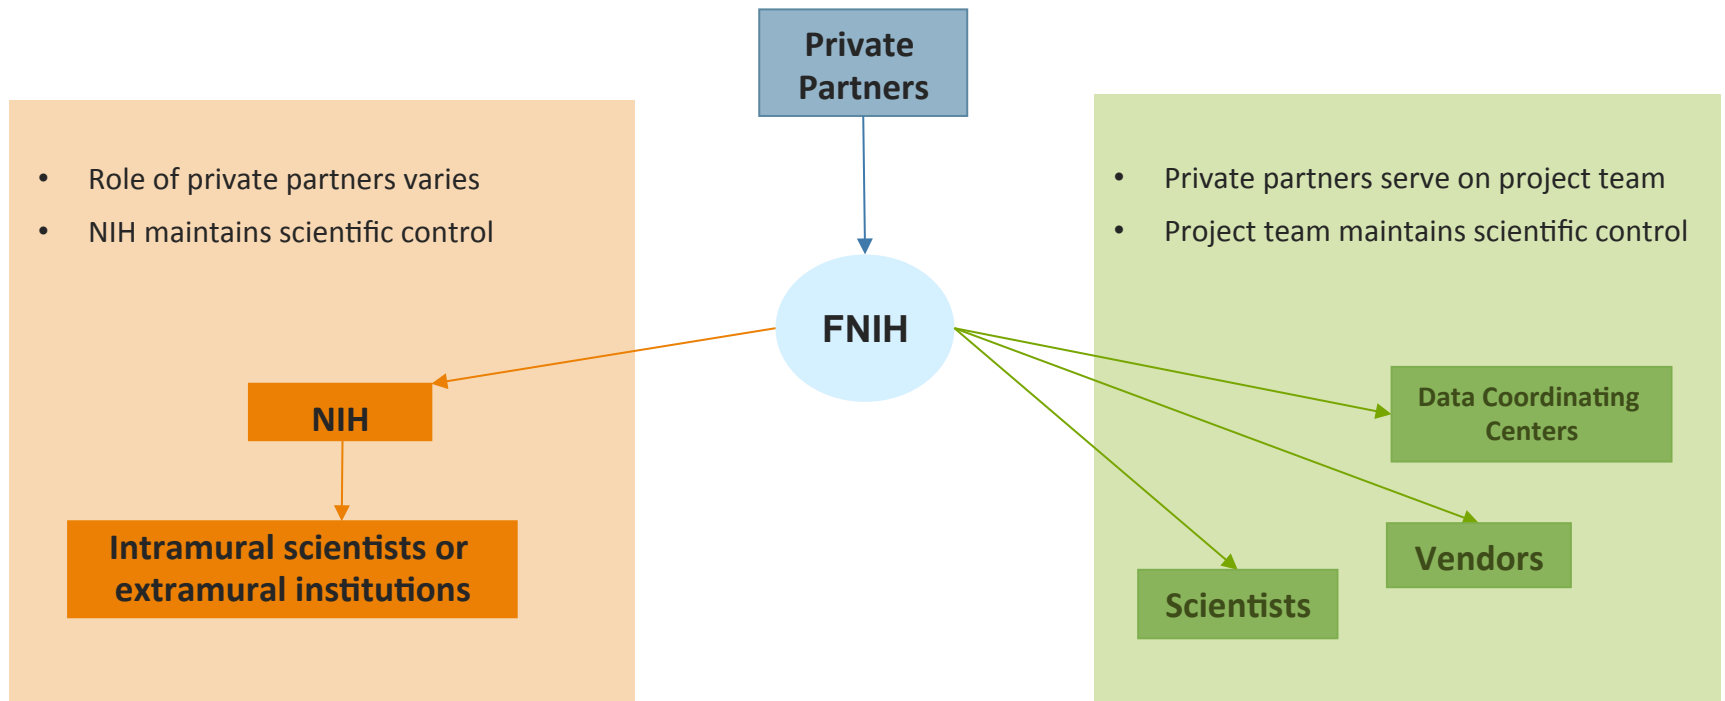 Private
Partners
• Role of private partners varies
• NIH maintains scientific control
• Private partners serve on project team
• Project team maintains scientific control
FNIH
NIH
Intramural scientists or
extramural institutions
Data Coordinating
Centers
Vendors
Scientists